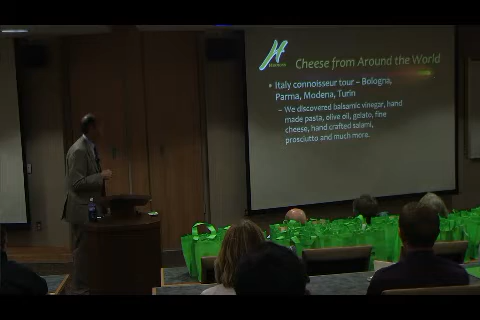 Cheese from Around the World
• Italy connoisseur tour – Bologna,
Parma, Modena, Turin
– We discovered balsamic vinegar, hand
made pasta, olive oil, gelato, fine
cheese, hand crafted salami,
prosciutto and much more.